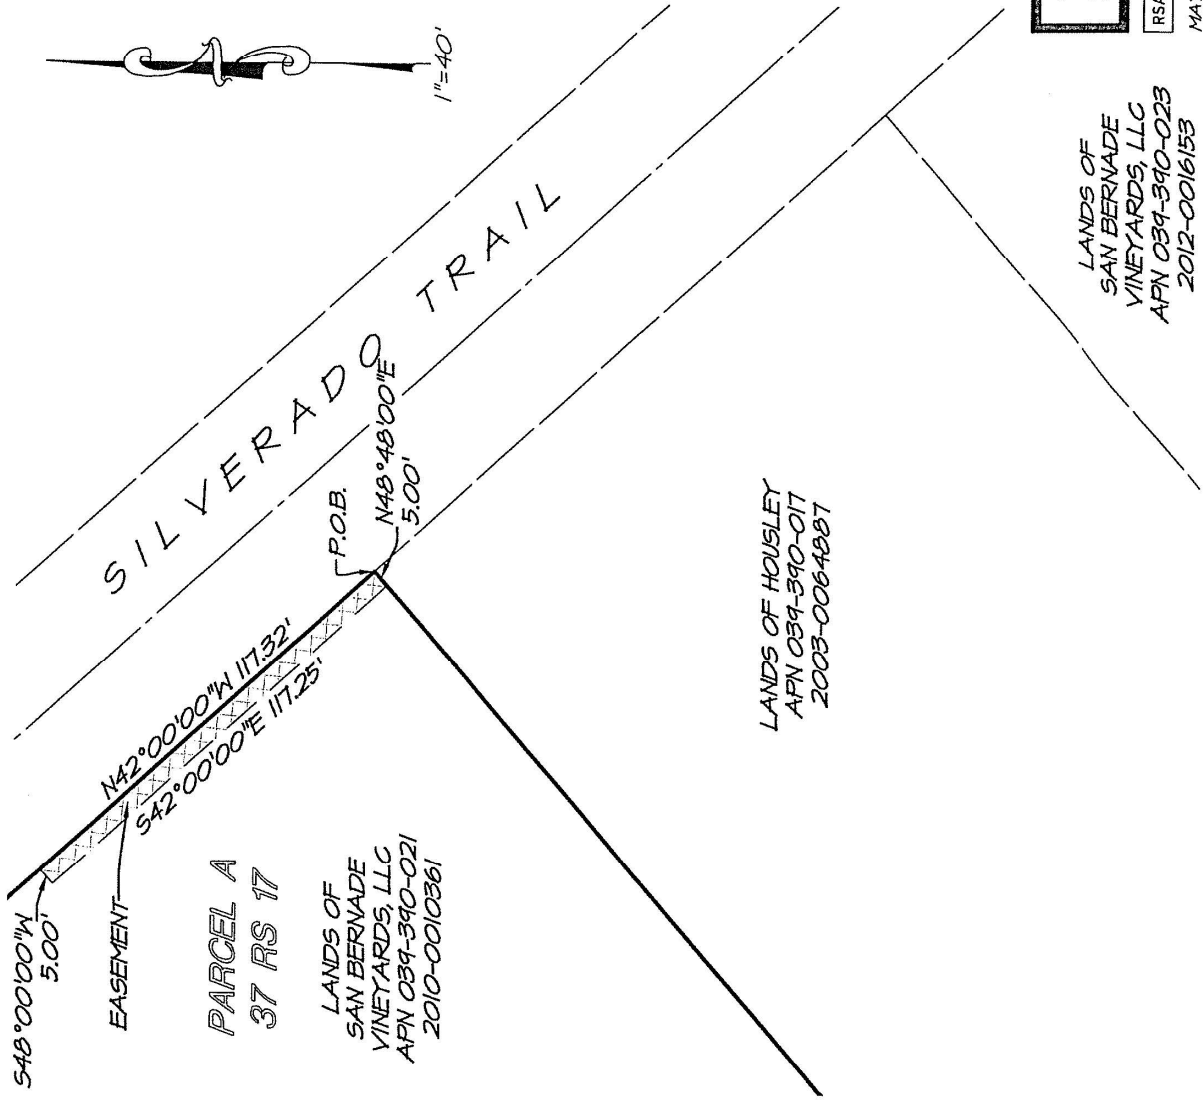 1"=40'
SILVERADO TRAIL
P.O.B.
N48°48'00"E
5.00'
N42°00'00"W 117.32'
S42°00'00"E 117.25'
S48°00'00"W
5.00'
EASEMENT
PARCEL A
37 RS 17
LANDS OF
SAN BERNADE
VINEYARDS, LLC
APN 039-390-021
2010-0010361
LANDS OF HOUSLEY
APN 039-390-017
2003-0064887
LANDS OF
SAN BERNADE
VINEYARDS, LLC
APN 039-390-023
2012-0016153